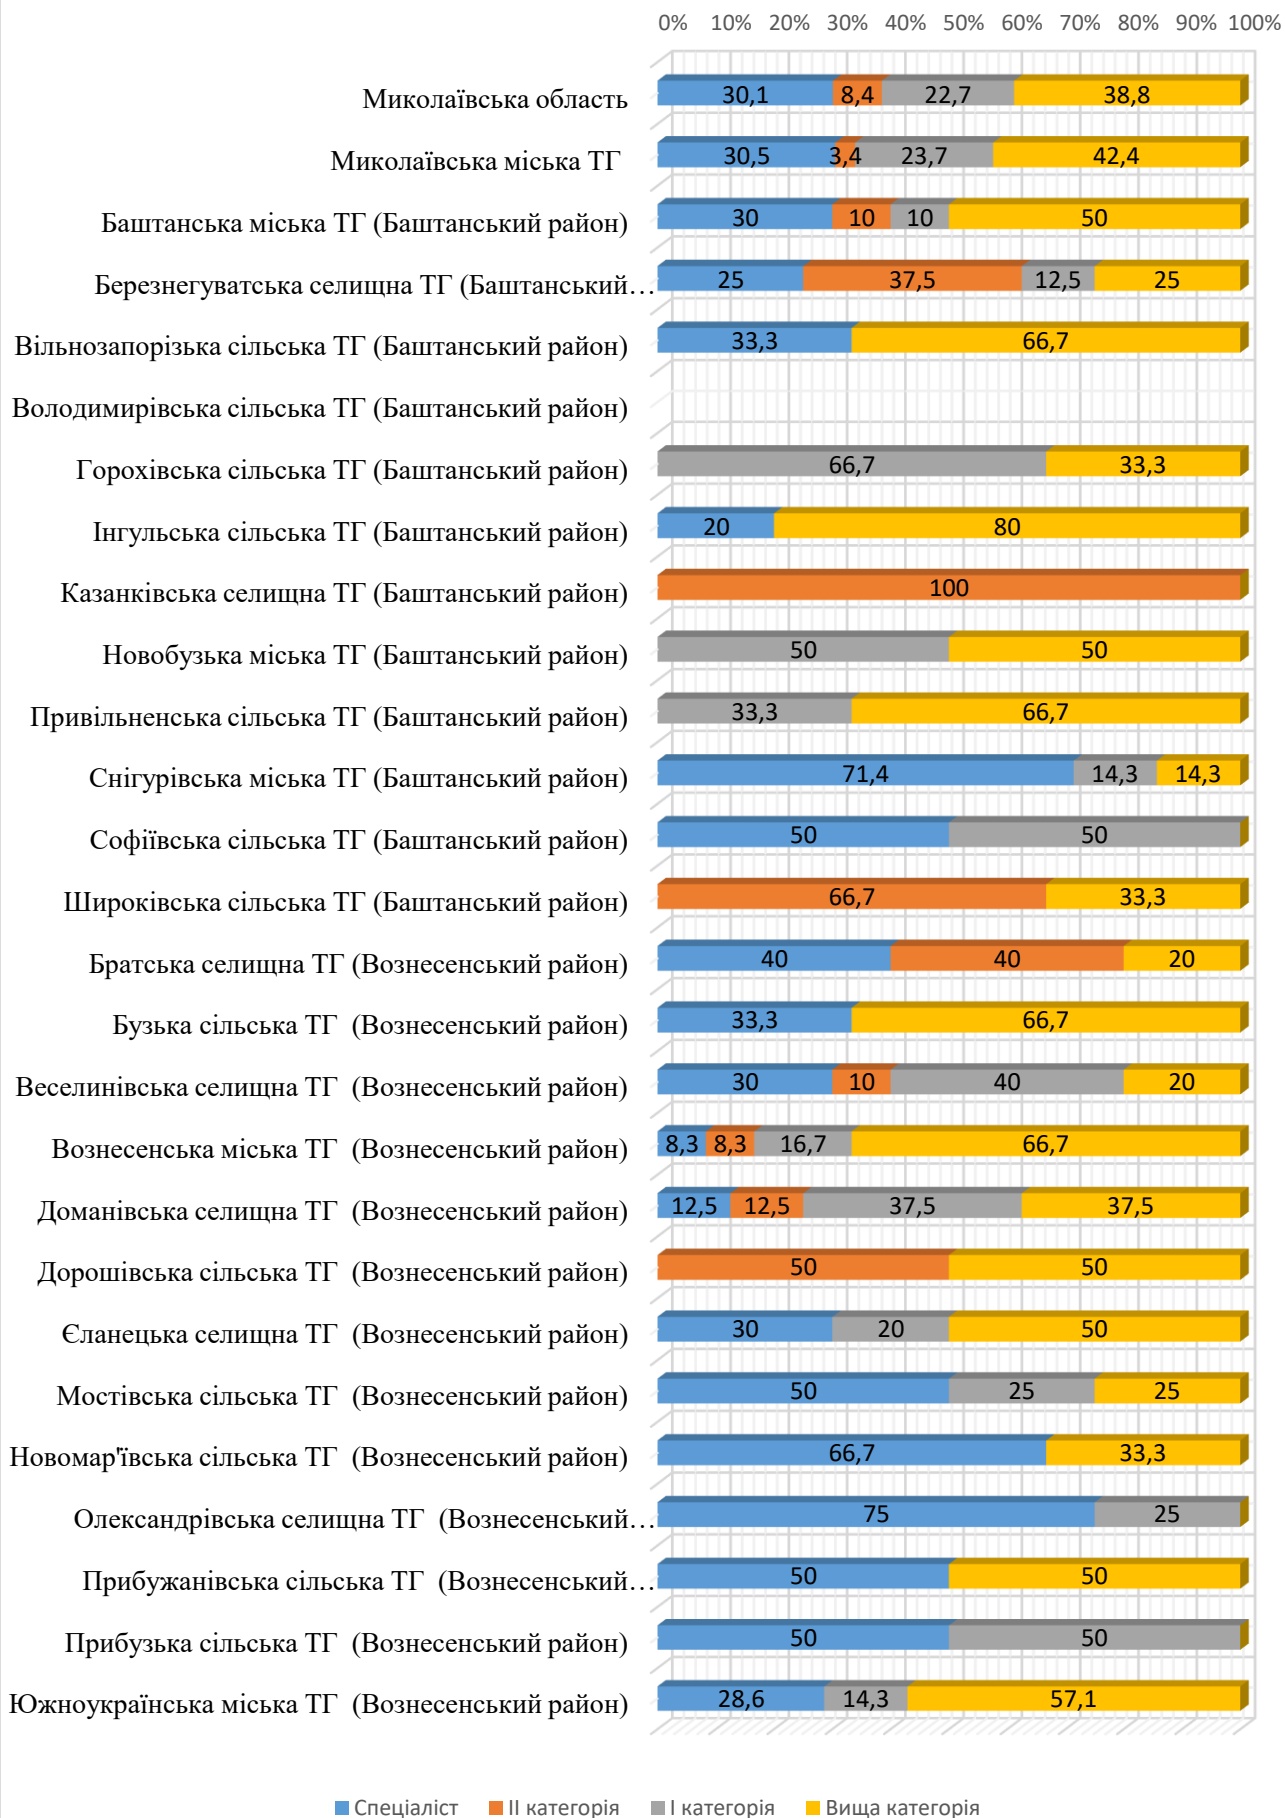 0% 10% 20% 30% 40% 50% 60% 70% 80% 90% 100%
Миколаївська область 30,1 8,4 22,7 38,8
Миколаївська міська ТГ 30,5 3,4 23,7 42,4
Баштанська міська ТГ (Баштанський район) 30 10 10 50
Березнегуватська селищна ТГ (Баштанський… 25 37,5 12,5 25
Вільнозапорізька сільська ТГ (Баштанський район) 33,3 66,7
Володимирівська сільська ТГ (Баштанський район)
Горохівська сільська ТГ (Баштанський район) 66,7 33,3
Інгульська сільська ТГ (Баштанський район) 20 80
Казанківська селищна ТГ (Баштанський район) 100
Новобузька міська ТГ (Баштанський район) 50 50
Привільненська сільська ТГ (Баштанський район) 33,3 66,7
Снігурівська міська ТГ (Баштанський район) 71,4 14,3 14,3
Софіївська сільська ТГ (Баштанський район) 50 50
Широківська сільська ТГ (Баштанський район) 66,7 33,3
Братська селищна ТГ (Вознесенський район) 40 40 20
Бузька сільська ТГ (Вознесенський район) 33,3 66,7
Веселинівська селищна ТГ (Вознесенський район) 30 10 40 20
Вознесенська міська ТГ (Вознесенський район) 8,3 8,3 16,7 66,7
Доманівська селищна ТГ (Вознесенський район) 12,5 12,5 37,5 37,5
Дорошівська сільська ТГ (Вознесенський район) 50 50
Єланецька селищна ТГ (Вознесенський район) 30 20 50
Мостівська сільська ТГ (Вознесенський район) 50 25 25
Новомар'ївська сільська ТГ (Вознесенський район) 66,7 33,3
Олександрівська селищна ТГ (Вознесенський… 75 25
Прибужанівська сільська ТГ (Вознесенський… 50 50
Прибузька сільська ТГ (Вознесенський район) 50 50
Южноукраїнська міська ТГ (Вознесенський район) 28,6 14,3 57,1
Спеціаліст ІІ категорія І категорія Вища категорія